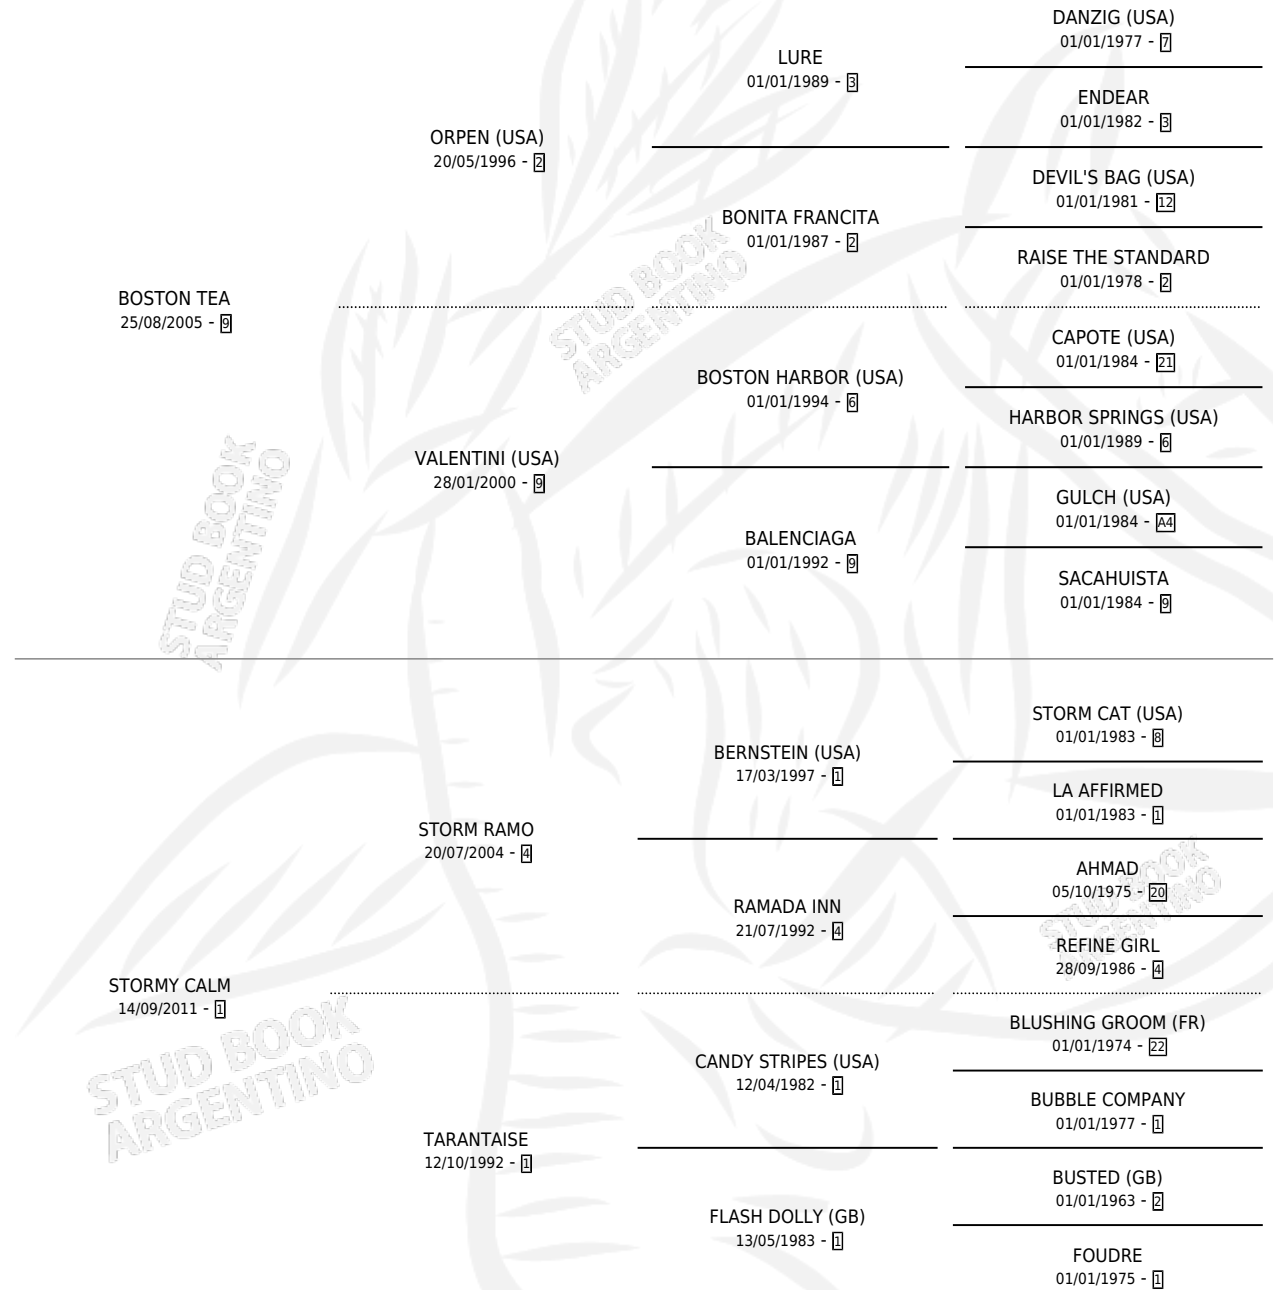 DANZIG (USA)
01/01/1977 - 7
LURE
01/01/1989 - 3
ENDEAR
01/01/1982 - 3
ORPEN (USA)
20/05/1996 - 2
DEVIL'S BAG (USA)
01/01/1981 - 12
BONITA FRANCITA
01/01/1987 - 2
RAISE THE STANDARD
01/01/1978 - 2
BOSTON TEA
25/08/2005 - 9
CAPOTE (USA)
01/01/1984 - 21
BOSTON HARBOR (USA)
01/01/1994 - 6
HARBOR SPRINGS (USA)
01/01/1989 - 6
VALENTINI (USA)
28/01/2000 - 9
GULCH (USA)
01/01/1984 - A4
BALENCIAGA
01/01/1992 - 9
SACAHUISTA
01/01/1984 - 9
STORM CAT (USA)
01/01/1983 - 8
BERNSTEIN (USA)
17/03/1997 - 1
LA AFFIRMED
01/01/1983 - 1
STORM RAMO
20/07/2004 - 4
AHMAD
05/10/1975 - 20
RAMADA INN
21/07/1992 - 4
REFINE GIRL
28/09/1986 - 4
STORMY CALM
14/09/2011 - 1
BLUSHING GROOM (FR)
01/01/1974 - 22
CANDY STRIPES (USA)
12/04/1982 - 1
BUBBLE COMPANY
01/01/1977 - 1
TARANTAISE
12/10/1992 - 1
BUSTED (GB)
01/01/1963 - 2
FLASH DOLLY (GB)
13/05/1983 - 1
FOUDRE
01/01/1975 - 1
STUD BOOK
ARGENTINO
STUD BOOK
ARGENTINO
STUD BOOK
ARGENTINO
STUD BOOK
ARGENTINO